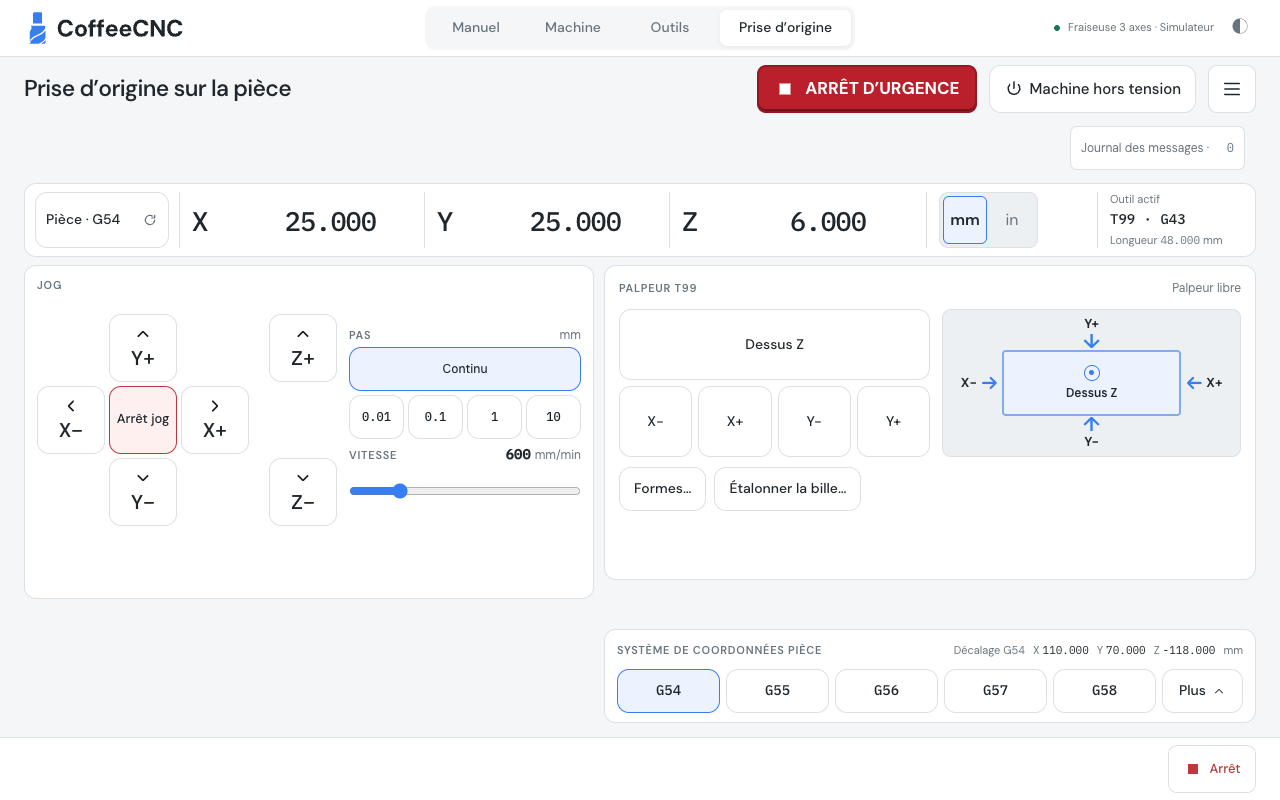 CoffeeCNC
Manuel
Machine
Outils
Prise d’origine
Fraiseuse 3 axes · Simulateur
Prise d’origine sur la pièce
ARRÊT D’URGENCE
Machine hors tension
Journal des messages · 0
Pièce · G54
X 25.000
Y 25.000
Z 6.000
mm
in
Outil actif
T99 · G43
Longueur 48.000 mm
JOG
Y+
Z+
X−
Arrêt jog
X+
Y−
Z−
PAS mm
Continu
0.01
0.1
1
10
VITESSE 600 mm/min
PALPEUR T99
Palpeur libre
Dessus Z
X−
X+
Y−
Y+
Formes…
Étalonner la bille…
Y+
X−
Dessus Z
X+
Y−
SYSTÈME DE COORDONNÉES PIÈCE
Décalage G54 X 110.000 Y 70.000 Z -118.000 mm
G54
G55
G56
G57
G58
Plus
Arrêt